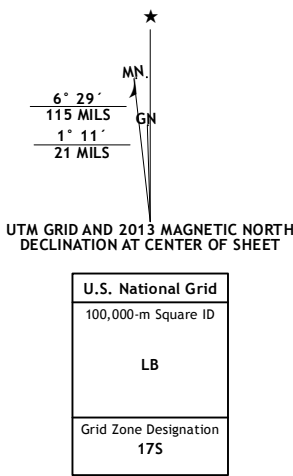 ★
MN.
6° 29´
115 MILS
GN
1° 11´
21 MILS
UTM GRID AND 2013 MAGNETIC NORTH
DECLINATION AT CENTER OF SHEET
U.S. National Grid
100,000-m Square ID
LB
Grid Zone Designation
17S